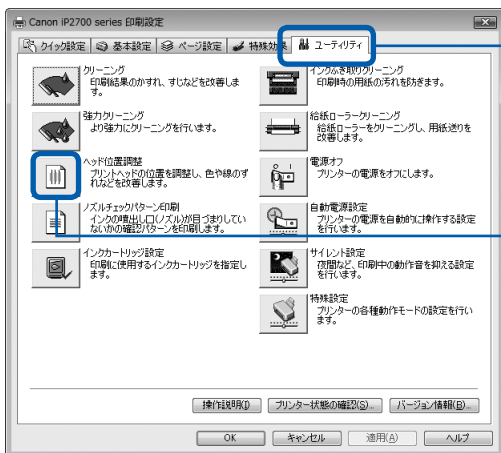 Canon iP2700 series 印刷設定
クイック設定 基本設定 ページ設定 特殊効果 ユーティリティ
クリーニング
印刷結果のかすれ、すじなどを改善しま
す。
強力クリーニング
より強力にクリーニングを行います。
ヘッド位置調整
プリントヘッドの位置を調整し、色や線のず
れなどを改善します。
ノズルチェックパターン印刷
インクの噴出し口(ノズル)が目づまりしてい
ないかの確認パターンを印刷します。
インクカートリッジ設定
印刷に使用するインクカートリッジを指定し
ます。
インクふき取りクリーニング
印刷時の用紙の汚れを防ぎます。
給紙ローラークリーニング
給紙ローラーをクリーニングし、用紙送りを
改善します。
電源オフ
プリンターの電源をオフにします。
自動電源設定
プリンターの電源を自動的に操作する設定
を行います。
サイレント設定
夜間など、印刷中の動作音を抑える設定
を行います。
特殊設定
プリンターの各種動作モードの設定を行い
ます。
操作説明(I) プリンター状態の確認(S)... バージョン情報(B)...
OK キャンセル 適用(A) ヘルプ